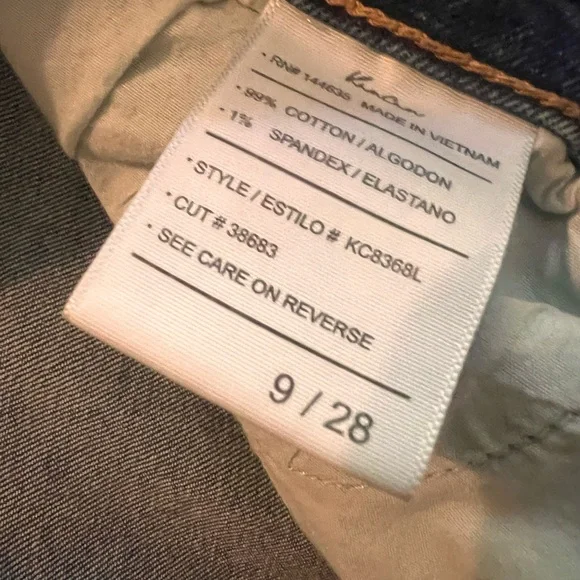 KanCan
• RN# 144635 MADE IN VIETNAM
• 99% COTTON / ALGODON
• 1% SPANDEX / ELASTANO
• STYLE / ESTILO # KC8368L
• CUT # 38683
• SEE CARE ON REVERSE
9 / 28